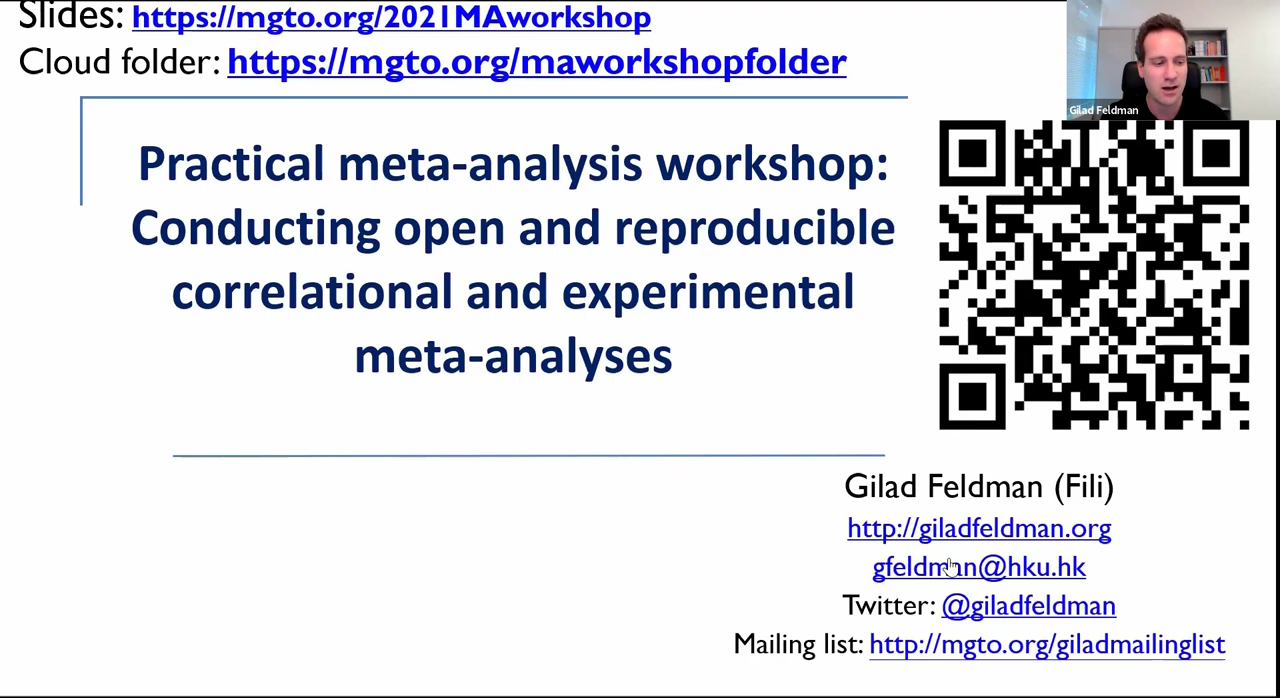 Slides: https://mgto.org/2021MAworkshop
Cloud folder: https://mgto.org/maworkshopfolder
Gilad Feldman
Practical meta-analysis workshop:
Conducting open and reproducible
correlational and experimental
meta-analyses
Gilad Feldman (Fili)
http://giladfeldman.org
gfeldman@hku.hk
Twitter: @giladfeldman
Mailing list: http://mgto.org/giladmailinglist